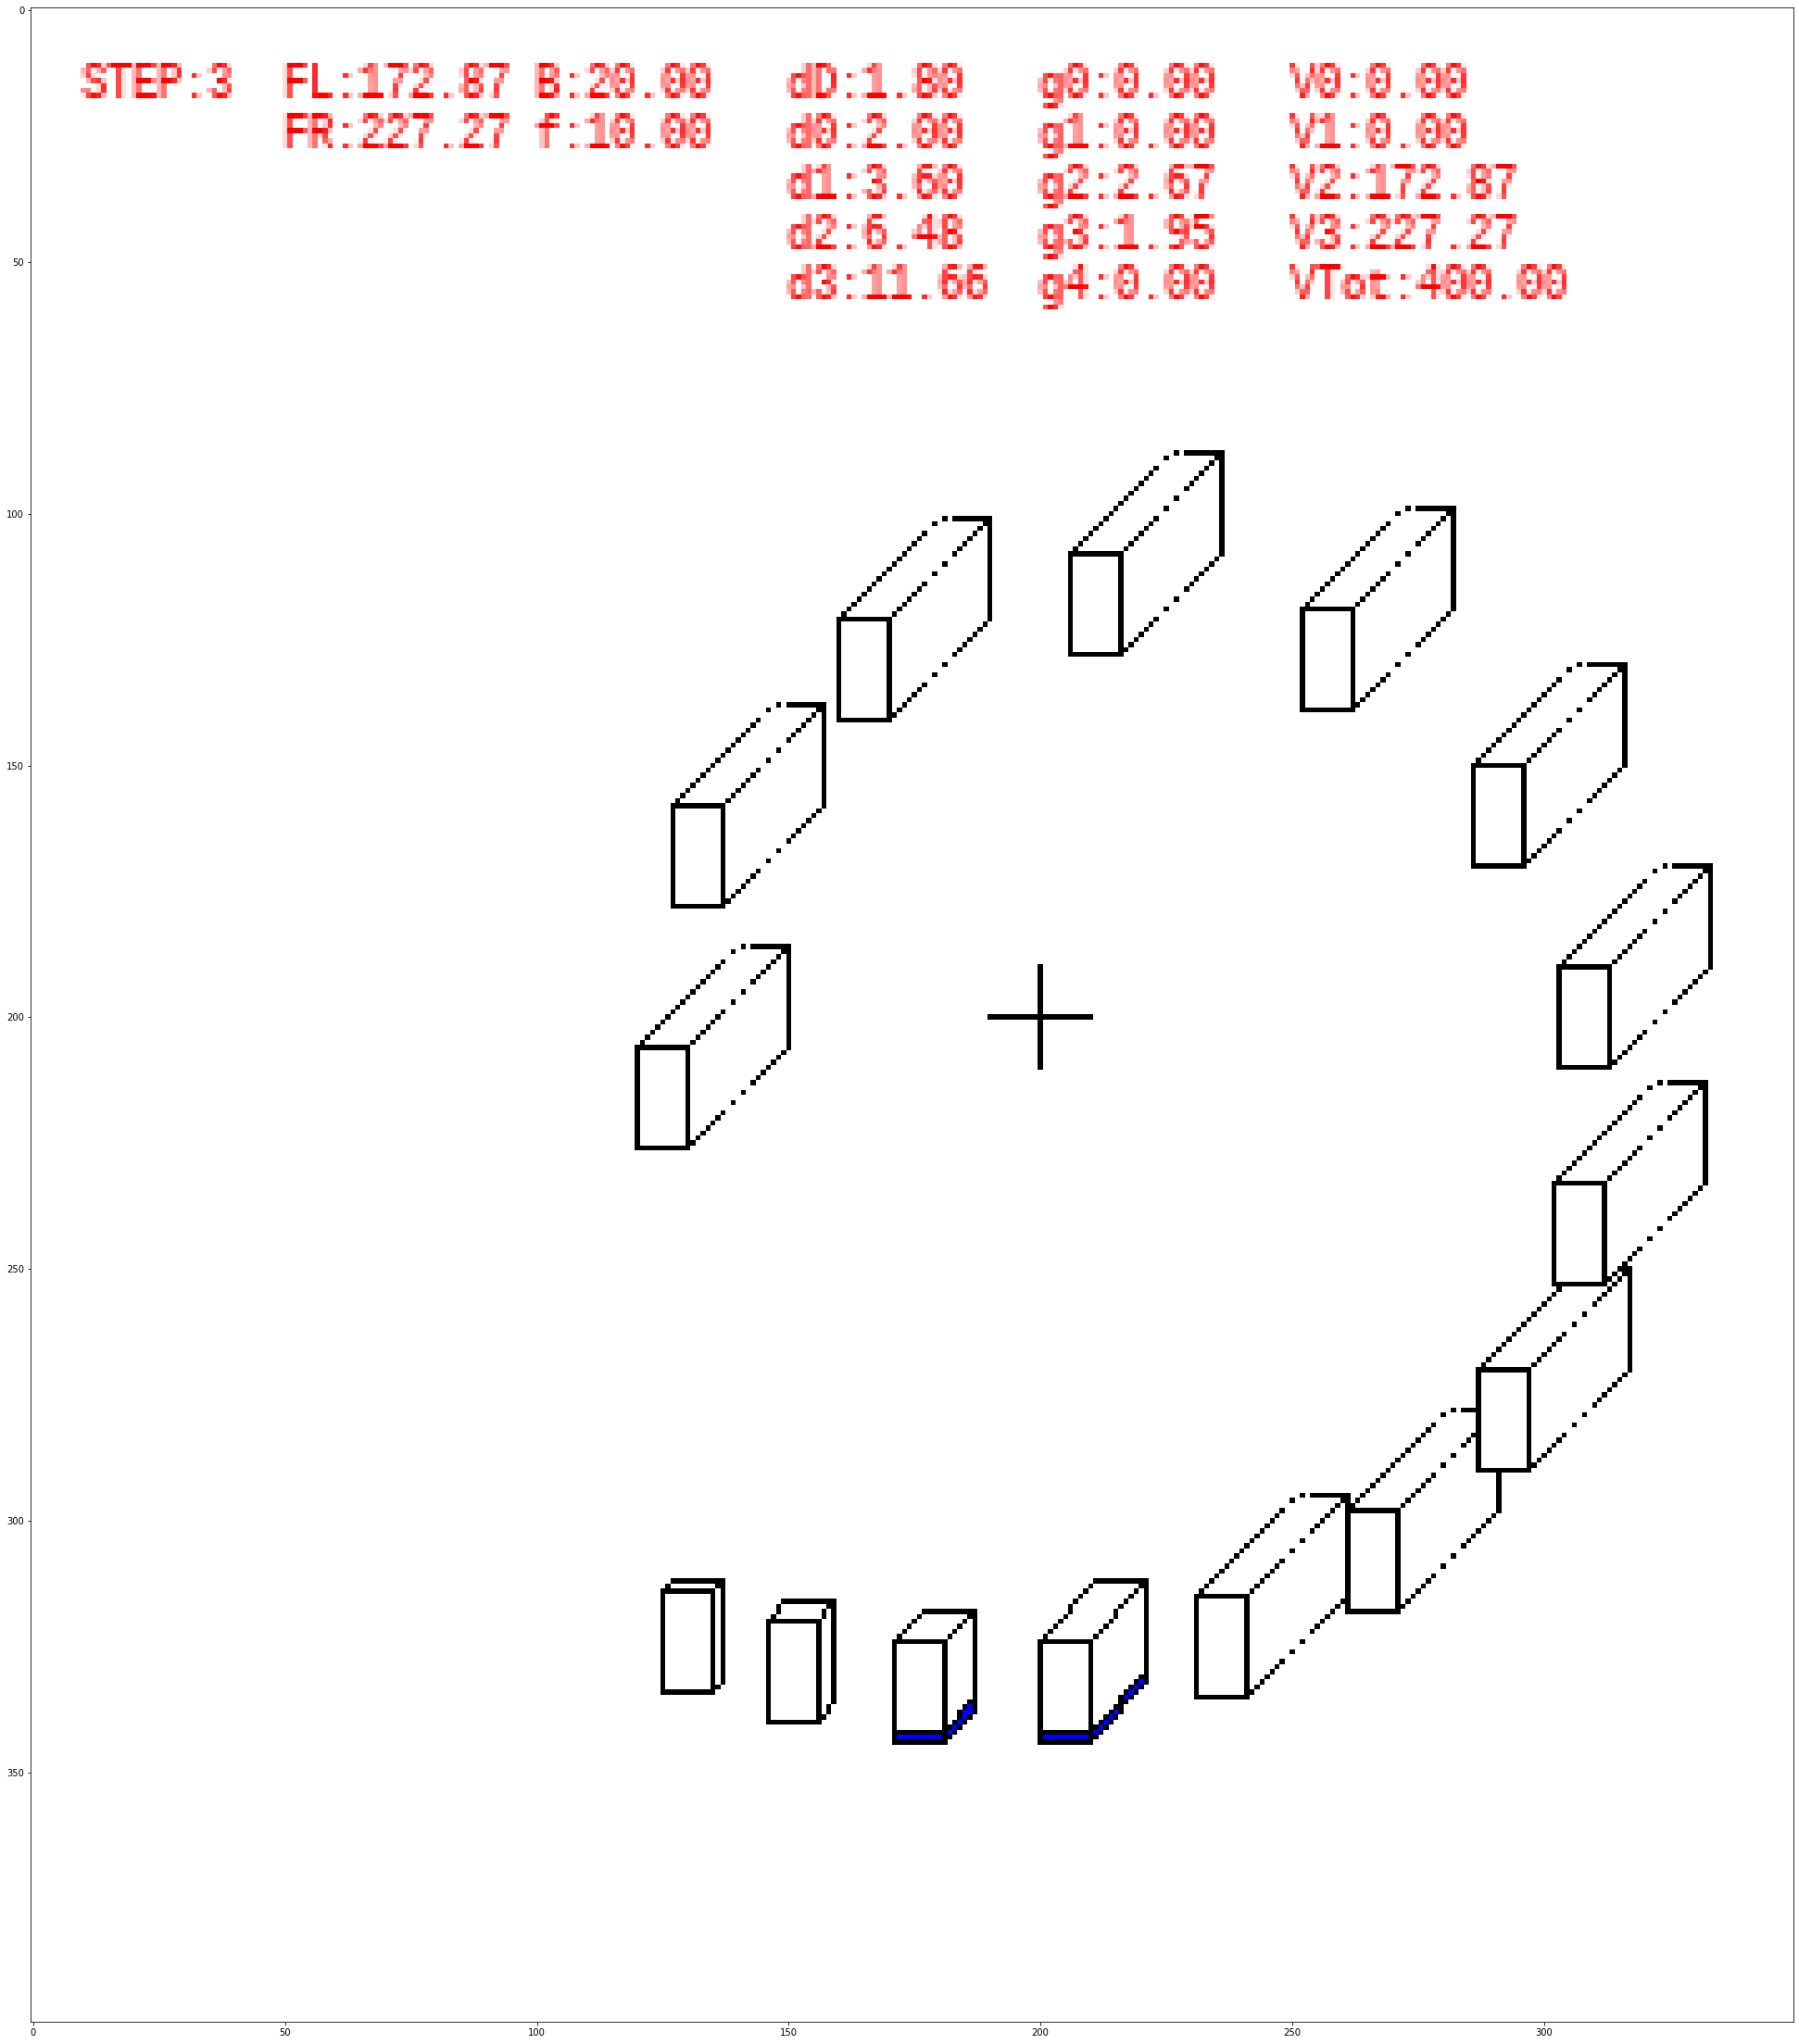 STEP:3 FL:172.87 B:20.00 dD:1.80 g0:0.00 V0:0.00
FR:227.27 f:10.00 d0:2.00 g1:0.00 V1:0.00
d1:3.60 g2:2.67 V2:172.87
d2:6.48 g3:1.95 V3:227.27
d3:11.66 g4:0.00 VTot:400.00
0
50
100
150
200
250
300
350
0 50 100 150 200 250 300